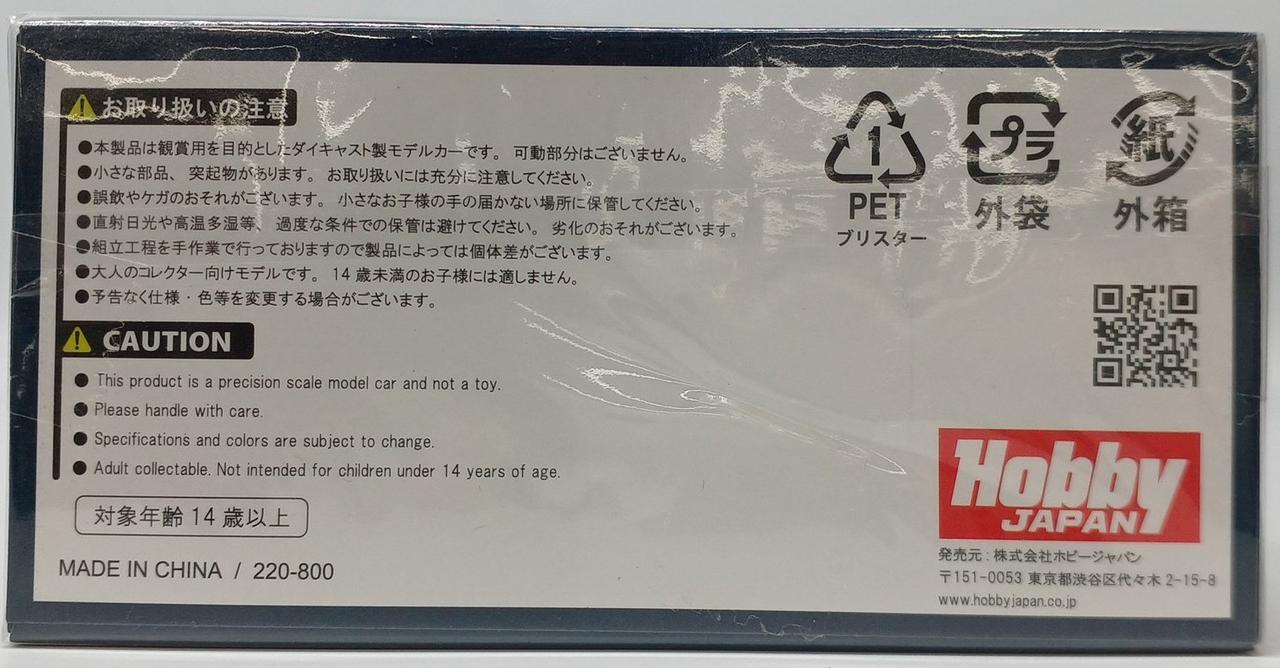 お取り扱いの注意
●本製品は観賞用を目的としたダイキャスト製モデルカーです。 可動部分はございません。
●小さな部品、突起物があります。 お取り扱いには充分に注意してください。
●誤飲やケガのおそれがございます。 小さなお子様の手の届かない場所に保管してください。
●直射日光や高温多湿等、 過度な条件での保管は避けてください。 劣化のおそれがございます。
●組立工程を手作業で行っておりますので製品によっては個体差がございます。
●大人のコレクター向けモデルです。 14歳未満のお子様には適しません。
●予告なく仕様・色等を変更する場合がございます。
CAUTION
● This product is a precision scale model car and not a toy.
● Please handle with care.
● Specifications and colors are subject to change.
● Adult collectable. Not intended for children under 14 years of age.
対象年齢 14 歳以上
MADE IN CHINA / 220-800
1
PET
ブリスター
プラ
外袋
紙
外箱
Hobby
JAPAN
発売元 : 株式会社ホビージャパン
〒151-0053 東京都渋谷区代々木 2-15-8
www.hobbyjapan.co.jp